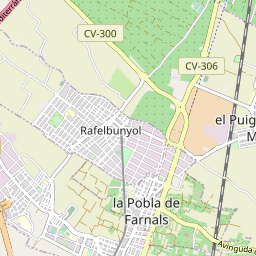 CV-300
CV-306
el Puig
M
Rafelbunyol
la Pobla de
Farnals
Avinguda